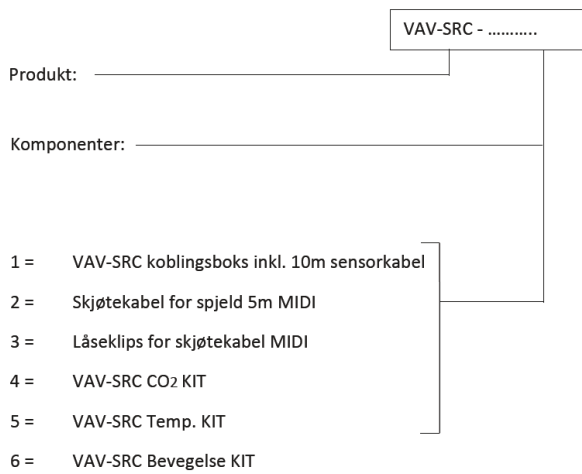 VAV-SRC - ...........
Produkt:
Komponenter:
1 = VAV-SRC koblingsboks inkl. 10m sensorkabel
2 = Skjøtekabel for spjeld 5m MIDI
3 = Låseklips for skjøtekabel MIDI
4 = VAV-SRC CO2 KIT
5 = VAV-SRC Temp. KIT
6 = VAV-SRC Bevegelse KIT